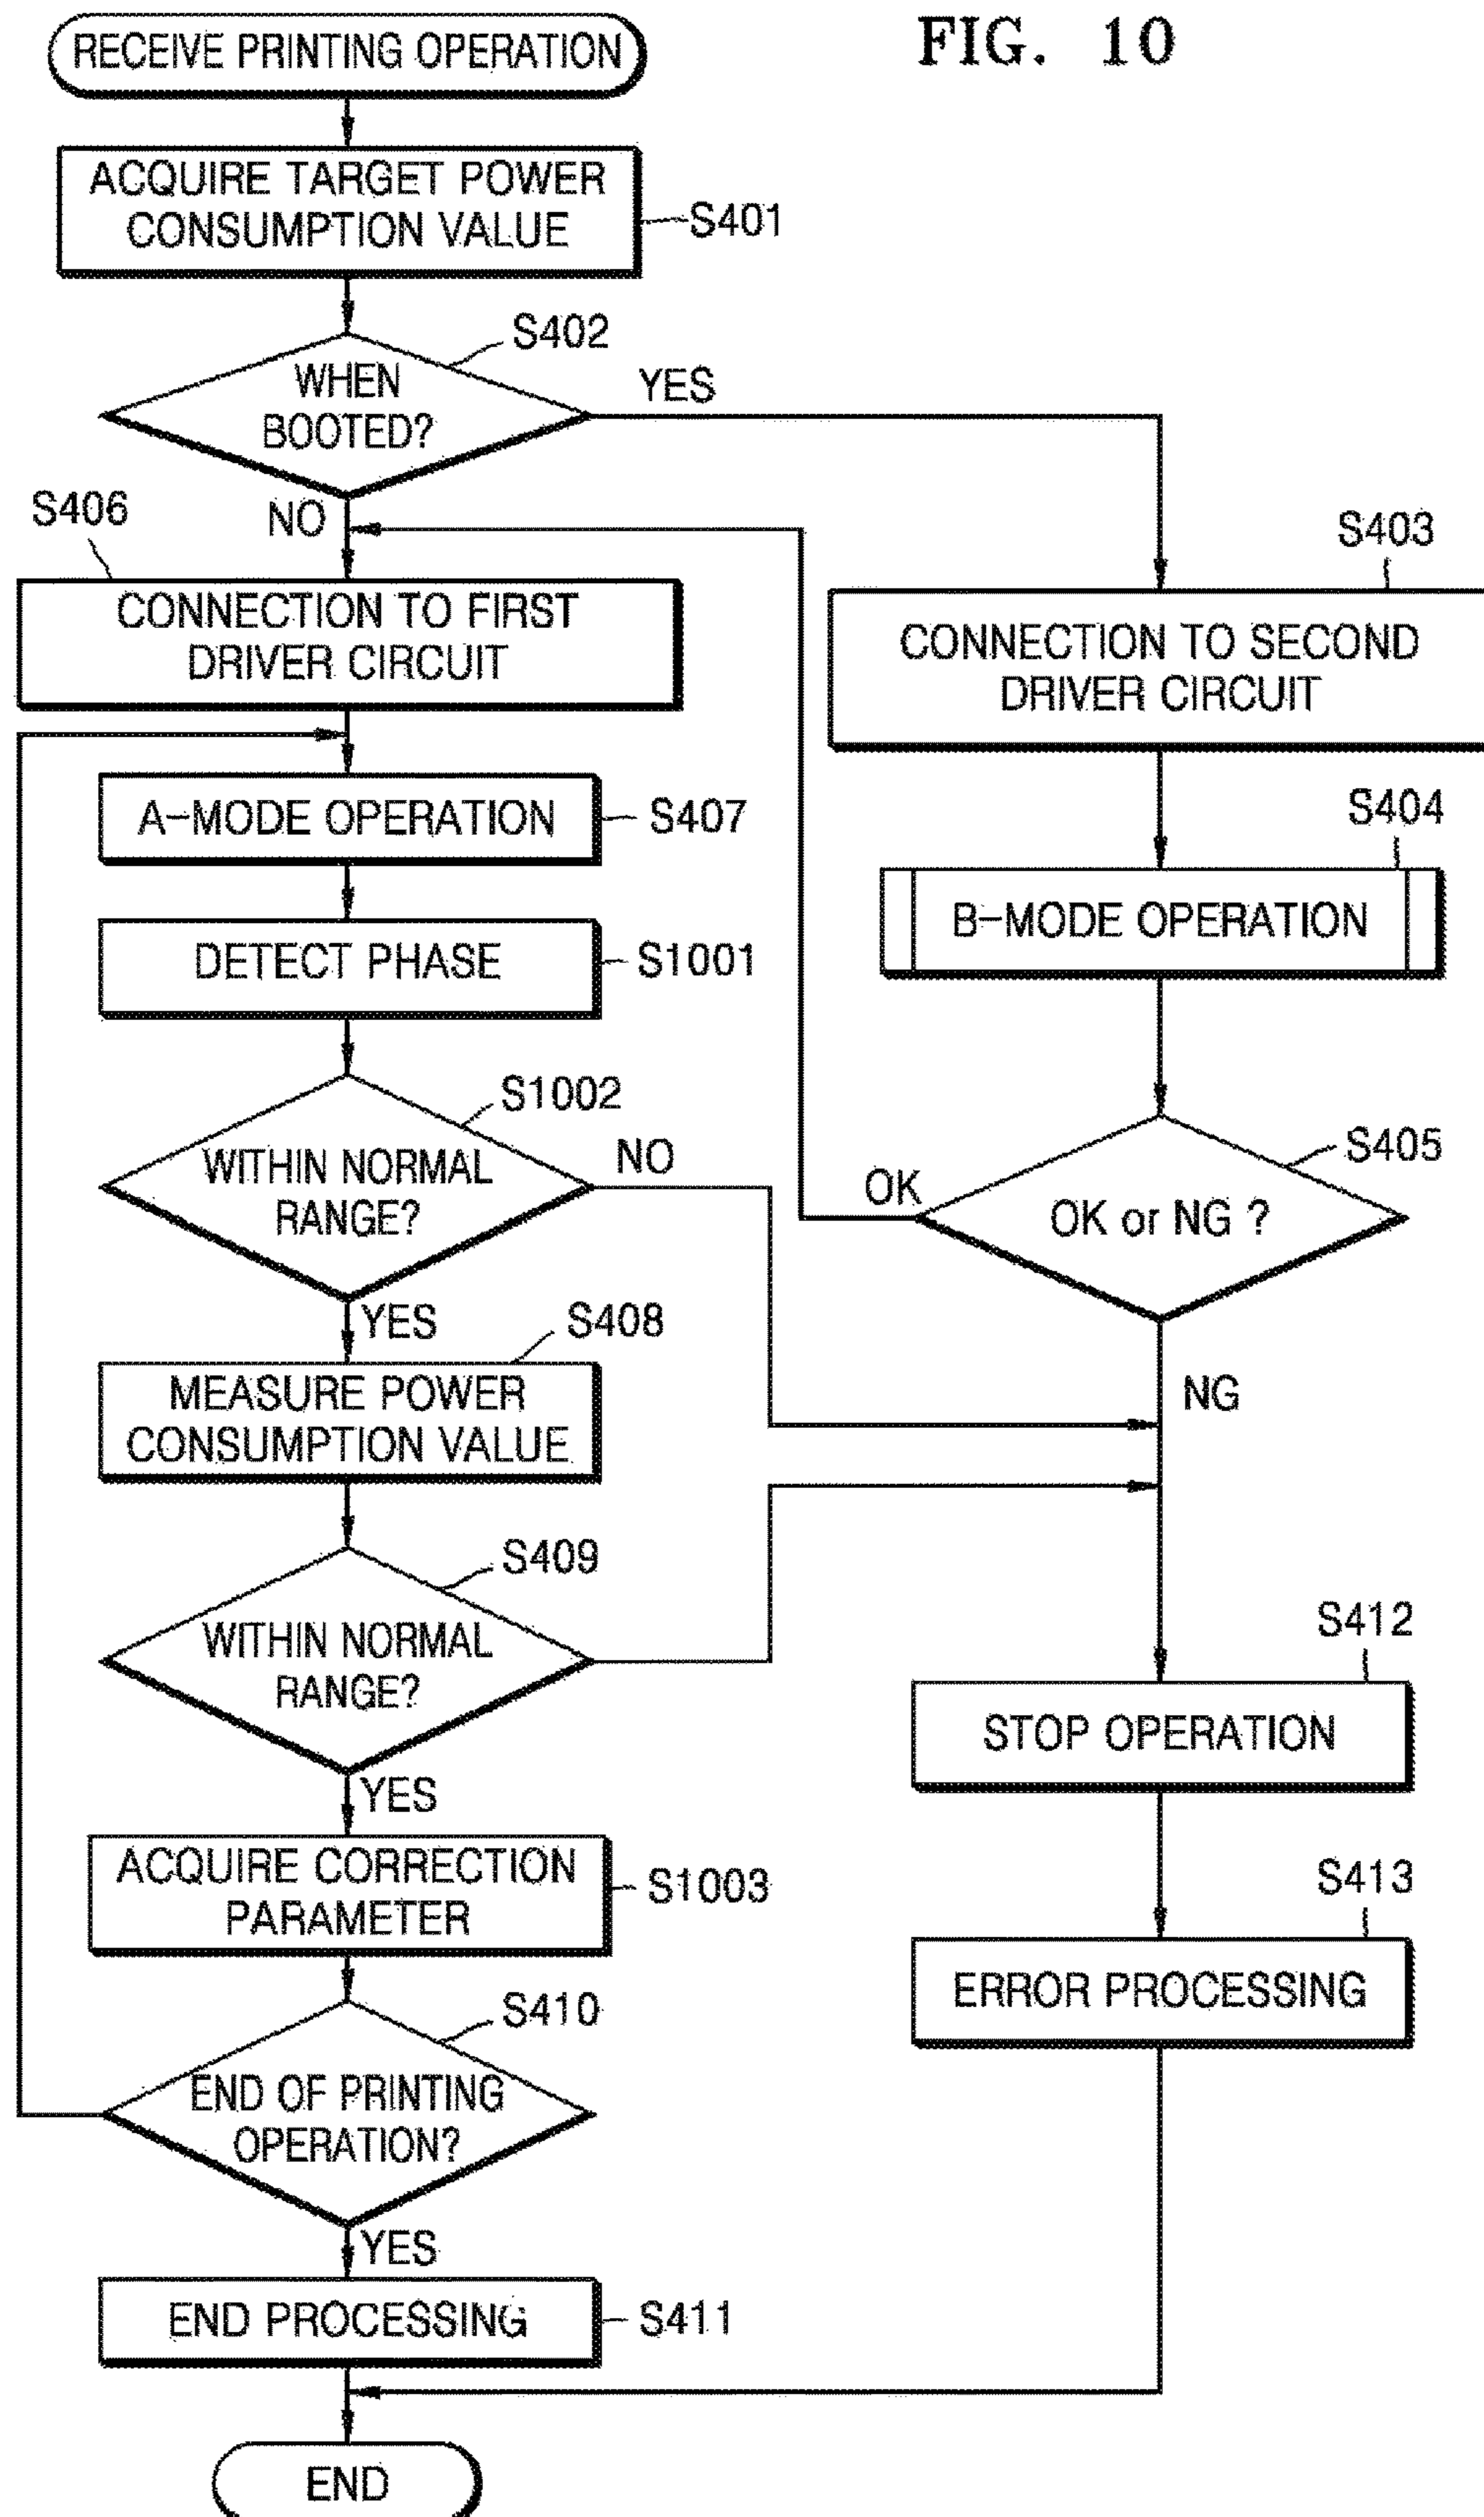 FIG. 10
RECEIVE PRINTING OPERATION
ACQUIRE TARGET POWER
CONSUMPTION VALUE
S401
S402
WHEN
BOOTED?
YES
NO
S406
CONNECTION TO FIRST
DRIVER CIRCUIT
S403
CONNECTION TO SECOND
DRIVER CIRCUIT
A-MODE OPERATION
S407
S404
B-MODE OPERATION
DETECT PHASE
S1001
S1002
WITHIN NORMAL
RANGE?
NO
YES
S405
OK
OK or NG ?
NG
S408
MEASURE POWER
CONSUMPTION VALUE
S409
WITHIN NORMAL
RANGE?
YES
S412
STOP OPERATION
ACQUIRE CORRECTION
PARAMETER
S1003
S413
ERROR PROCESSING
S410
END OF PRINTING
OPERATION?
YES
END PROCESSING
S411
END